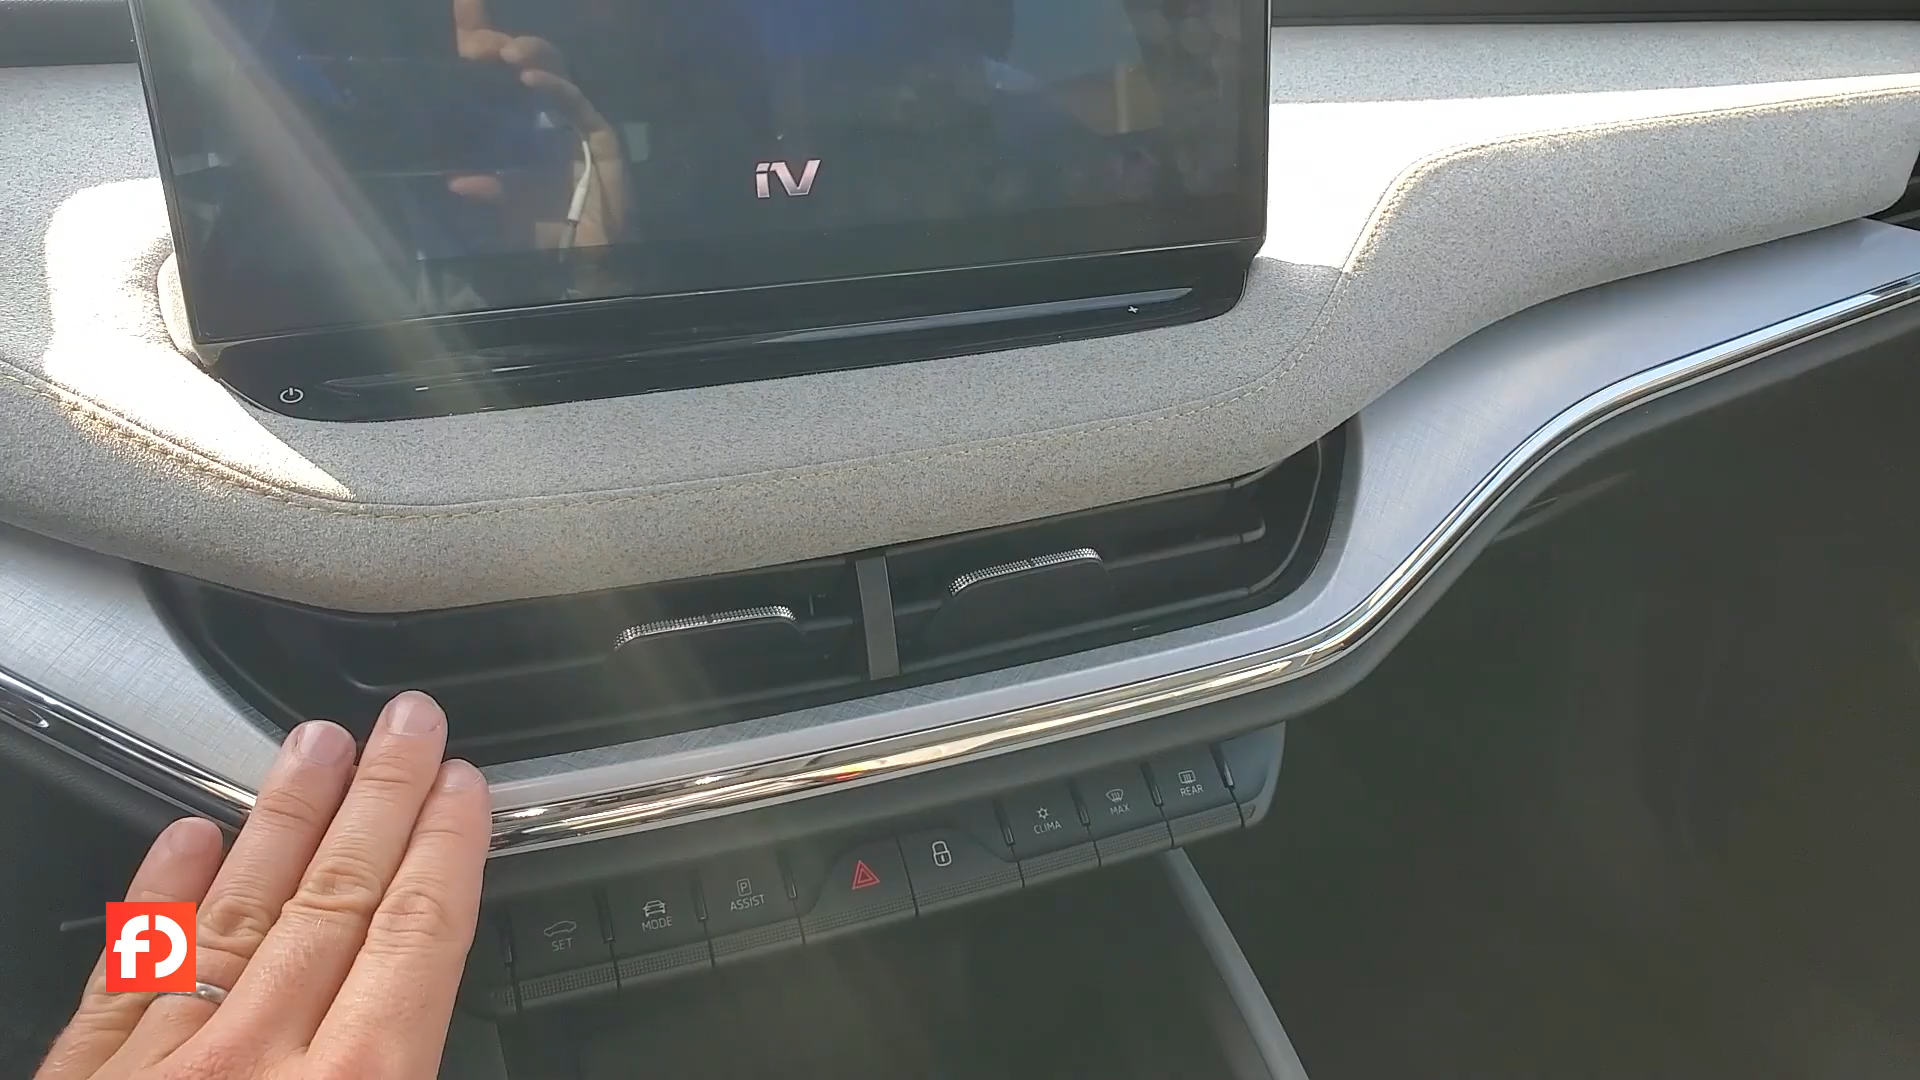 iV
CLIMA
MAX
REAR
SET
MODE
P
ASSIST